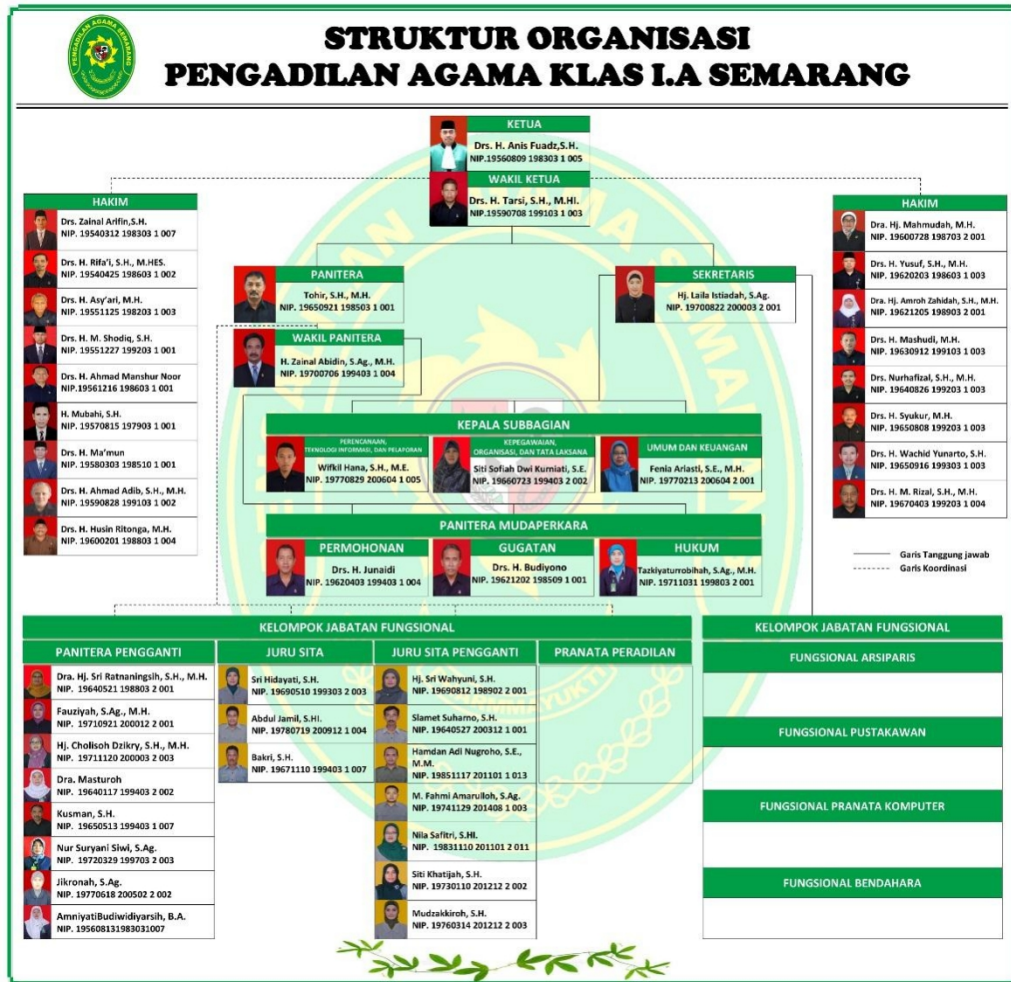 PENGADILAN AGAMA SEMARANG
STRUKTUR ORGANISASI
PENGADILAN AGAMA KLAS I.A SEMARANG
KETUA
Drs. H. Anis Fuadz,S.H.
NIP.19560809 198303 1 005
WAKIL KETUA
Drs. H. Tarsi, S.H., M.HI.
NIP.19590708 199103 1 003
HAKIM
Drs. Zainal Arifin,S.H.
NIP. 19540312 198303 1 007
Drs. H. Rifa'i, S.H., M.HES.
NIP. 19540425 198603 1 002
Drs. H. Asy'ari, M.H.
NIP. 19551125 198203 1 003
Drs. H. M. Shodiq, S.H.
NIP. 19551227 199203 1 001
Drs. H. Ahmad Manshur Noor
NIP.19561216 198603 1 001
H. Mubahi, S.H.
NIP. 19570815 197903 1 001
Drs. H. Ma'mun
NIP. 19580303 198510 1 001
Drs. H. Ahmad Adib, S.H., M.H.
NIP. 19590828 199103 1 002
Drs. H. Husin Ritonga, M.H.
NIP. 19600201 198803 1 004
HAKIM
Dra. Hj. Mahmudah, M.H.
NIP. 19600728 198703 2 001
Drs. H. Yusuf, S.H., M.H.
NIP. 19620203 198603 1 003
Dra. Hj. Amroh Zahidah, S.H., M.H.
NIP. 19621205 198903 2 001
Drs. H. Mashudi, M.H.
NIP. 19630912 199103 1 003
Drs. Nurhafizal, S.H., M.H.
NIP. 19640826 199203 1 003
Drs. H. Syukur, M.H.
NIP. 19650808 199203 1 003
Drs. H. Wachid Yunarto, S.H.
NIP. 19650916 199303 1 003
Drs. H. M. Rizal, S.H., M.H.
NIP. 19670403 199203 1 004
PANITERA
Tohir, S.H., M.H.
NIP. 19650921 198503 1 001
WAKIL PANITERA
H. Zainal Abidin, S.Ag., M.H.
NIP. 19700706 199403 1 004
SEKRETARIS
Hj. Laila Istiadah, S.Ag.
NIP. 19700822 200003 2 001
KEPALA SUBBAGIAN
PERENCANAAN,
TEKNOLOGI INFORMASI, DAN PELAPORAN
Wifkil Hana, S.H., M.E.
NIP. 19770829 200604 1 005
KEPEGAWAIAN,
ORGANISASI, DAN TATA LAKSANA
Siti Sofiah Dwi Kurniati, S.E.
NIP. 19660723 199403 2 002
UMUM DAN KEUANGAN
Fenia Ariasti, S.E., M.H.
NIP. 19770213 200604 2 001
PANITERA MUDAPERKARA
PERMOHONAN
Drs. H. Junaidi
NIP. 19620403 199403 1 004
GUGATAN
Drs. H. Budiyono
NIP. 19621202 198509 1 001
HUKUM
Tazkiyaturrobihah, S.Ag., M.H.
NIP. 19711031 199803 2 001
Garis Tanggung jawab
Garis Koordinasi
KELOMPOK JABATAN FUNGSIONAL
PANITERA PENGGANTI
Dra. Hj. Sri Ratnaningsih, S.H., M.H.
NIP. 19640521 198803 2 001
Fauziyah, S.Ag., M.H.
NIP. 19710921 200012 2 001
Hj. Cholisoh Dzikry, S.H., M.H.
NIP. 19711120 200003 2 003
Dra. Masturoh
NIP. 19640117 199403 2 002
Kusman, S.H.
NIP. 19650513 199403 1 007
Nur Suryani Siwi, S.Ag.
NIP. 19720329 199703 2 003
Jikronah, S.Ag.
NIP. 19770618 200502 2 002
AmniyatiBudiwidiyarsih, B.A.
NIP. 195608131983031007
JURU SITA
Sri Hidayati, S.H.
NIP. 19690510 199303 2 003
Abdul Jamil, S.HI.
NIP. 19780719 200912 1 004
Bakri, S.H.
NIP. 19671110 199403 1 007
JURU SITA PENGGANTI
Hj. Sri Wahyuni, S.H.
NIP. 19690812 198902 2 001
Slamet Suharno, S.H.
NIP. 19640527 200312 1 001
Hamdan Adi Nugroho, S.E.,
M.M.
NIP. 19851117 201101 1 013
M. Fahmi Amarulloh, S.Ag.
NIP. 19741129 201408 1 003
Nila Safitri, S.HI.
NIP. 19831110 201101 2 011
Siti Khatijah, S.H.
NIP. 19730110 201212 2 002
Mudzakkiroh, S.H.
NIP. 19760314 201212 2 003
PRANATA PERADILAN
KELOMPOK JABATAN FUNGSIONAL
FUNGSIONAL ARSIPARIS
FUNGSIONAL PUSTAKAWAN
FUNGSIONAL PRANATA KOMPUTER
FUNGSIONAL BENDAHARA